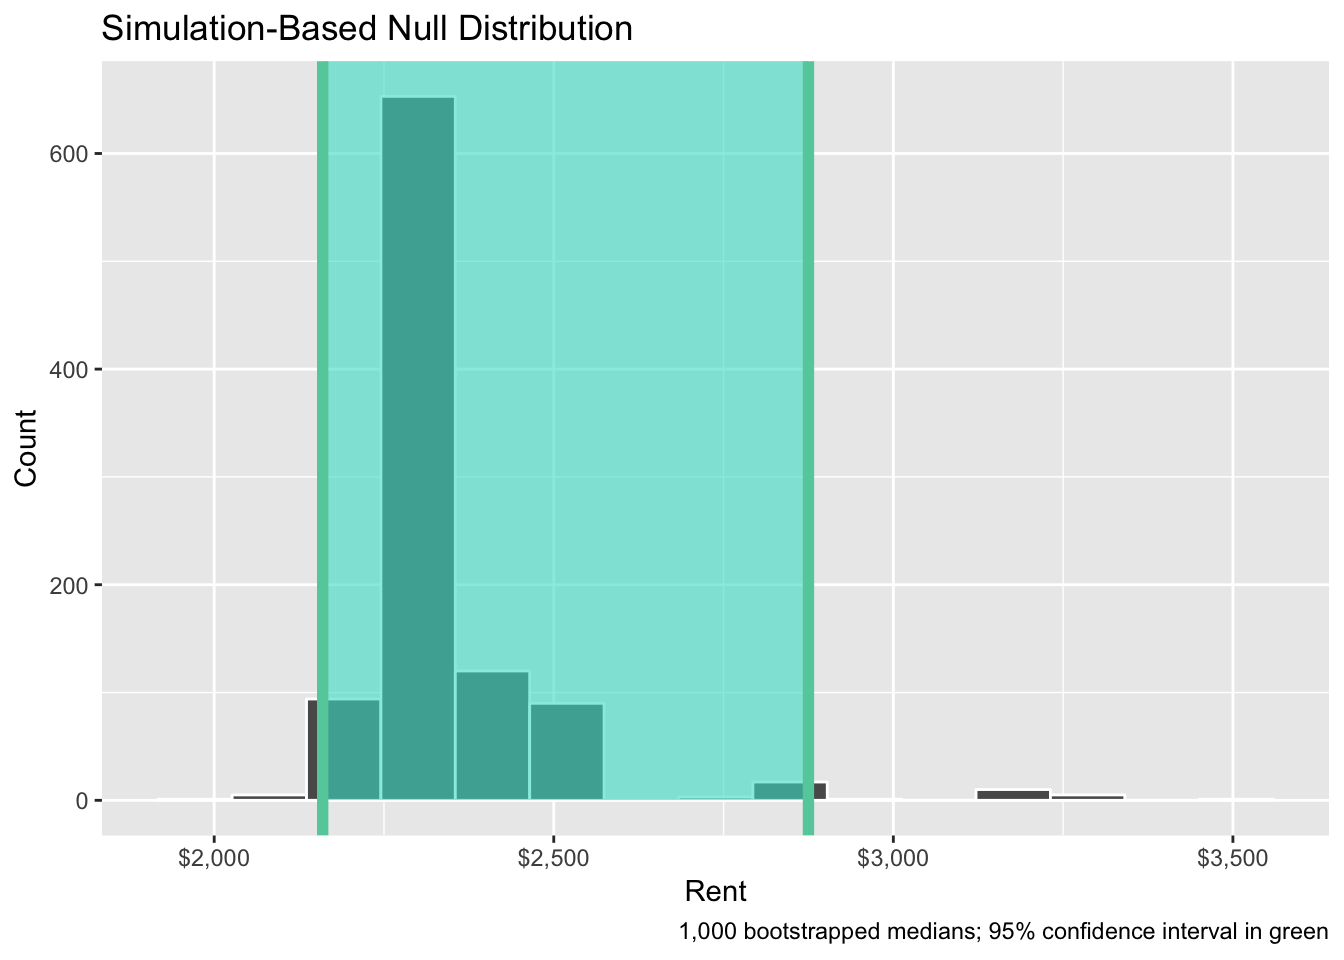 Simulation-Based Null Distribution
600
400
200
0
Count
$2,000
$2,500
$3,000
$3,500
Rent
1,000 bootstrapped medians; 95% confidence interval in green